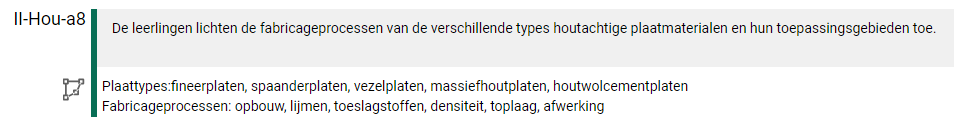 II-Hou-a8
De leerlingen lichten de fabricageprocessen van de verschillende types houtachtige plaatmaterialen en hun toepassingsgebieden toe.
Plaattypes:fineerplaten, spaanderplaten, vezelplaten, massiefhoutplaten, houtwolcementplaten
Fabricageprocessen: opbouw, lijmen, toeslagstoffen, densiteit, toplaag, afwerking